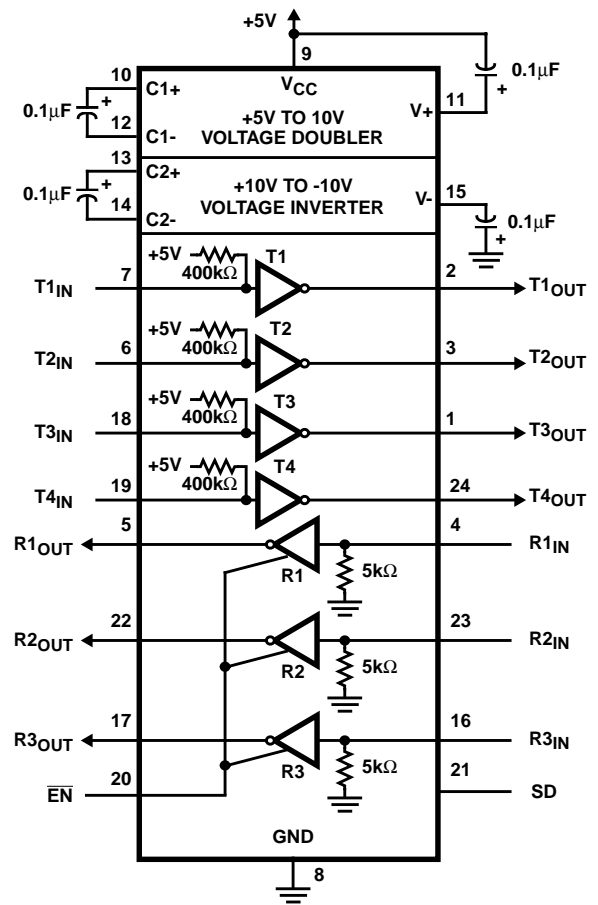 +5V
9
10
C1+
VCC
0.1µF
+
0.1µF
+
+5V TO 10V
V+
11
12
C1-
VOLTAGE DOUBLER
13
C2+
0.1µF
+
+10V TO -10V
V-
15
14
C2-
VOLTAGE INVERTER
0.1µF
+
+5V
T1
400kΩ
T1IN
7
2
T1OUT
+5V
T2
400kΩ
T2IN
6
3
T2OUT
+5V
T3
400kΩ
T3IN
18
1
T3OUT
+5V
T4
400kΩ
T4IN
19
24
T4OUT
R1OUT
5
4
R1IN
R1
5kΩ
R2OUT
22
23
R2IN
R2
5kΩ
R3OUT
17
16
R3IN
R3
5kΩ
E̅N̅
20
21
SD
GND
8